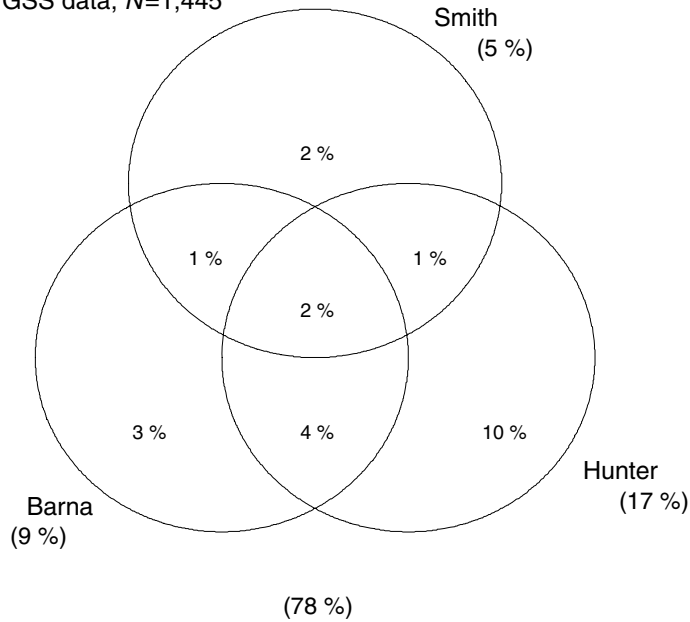 GSS data, N=1,445
Smith
(5 %)
2 %
1 %
1 %
2 %
3 %
4 %
10 %
Hunter
(17 %)
Barna
(9 %)
(78 %)